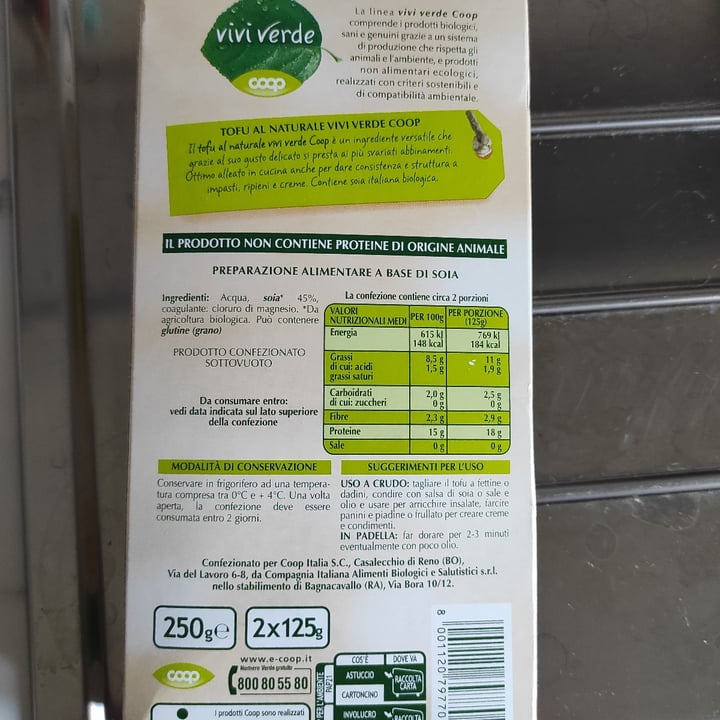 vivi verde
coop
La linea vivi verde Coop
comprende i prodotti biologici,
sani e genuini grazie a un sistema
di produzione che rispetta gli
animali e l'ambiente, e prodotti
non alimentari ecologici,
realizzati con criteri sostenibili e
di compatibilità ambientale.
TOFU AL NATURALE VIVI VERDE COOP
Il tofu al naturale vivi verde Coop è un ingrediente versatile che
grazie al suo gusto delicato si presta ai più svariati abbinamenti.
Ottimo alleato in cucina anche per dare consistenza e struttura a
impasti, ripieni e creme. Contiene soia italiana biologica.
IL PRODOTTO NON CONTIENE PROTEINE DI ORIGINE ANIMALE
PREPARAZIONE ALIMENTARE A BASE DI SOIA
Ingredienti: Acqua, soia* 45%,
coagulante: cloruro di magnesio. *Da
agricoltura biologica. Può contenere
glutine (grano)
PRODOTTO CONFEZIONATO
SOTTOVUOTO
Da consumare entro:
vedi data indicata sul lato superiore
della confezione
La confezione contiene circa 2 porzioni
VALORI NUTRIZIONALI MEDI PER 100g PER PORZIONE (125g)
Energia 615 kJ 769 kJ
148 kcal 184 kcal
Grassi 8,5 g 11 g
di cui: acidi 1,5 g 1,9 g
grassi saturi
Carboidrati 2,0 g 2,5 g
di cui: zuccheri 0 g 0 g
Fibre 2,3 g 2,9 g
Proteine 15 g 18 g
Sale 0 g 0 g
MODALITÀ DI CONSERVAZIONE
Conservare in frigorifero ad una tempera-
tura compresa tra 0°C e + 4°C. Una volta
aperta, la confezione deve essere
consumata entro 2 giorni.
SUGGERIMENTI PER L'USO
USO A CRUDO: tagliare il tofu a fettine o
dadini, condire con salsa di soia o sale e
olio e usare per arricchire insalate, farcire
panini e piadine o frullato per creare creme
e condimenti.
IN PADELLA: far dorare per 2-3 minuti
eventualmente con poco olio.
Confezionato per Coop Italia S.C., Casalecchio di Reno (BO),
Via del Lavoro 6-8, da Compagnia Italiana Alimenti Biologici e Salutistici s.r.l.
nello stabilimento di Bagnacavallo (RA), Via Bora 10/12.
250g e
2x125g
coop
www.e-coop.it
Numero Verde gratuito
800 80 55 80
I prodotti Coop sono realizzati
PER L'AMBIENTE
PAP21
COS'È DOVE VA
ASTUCCIO RACCOLTA CARTA
CARTONCINO
INVOLUCRO RACCOLTA
8 001120 79770